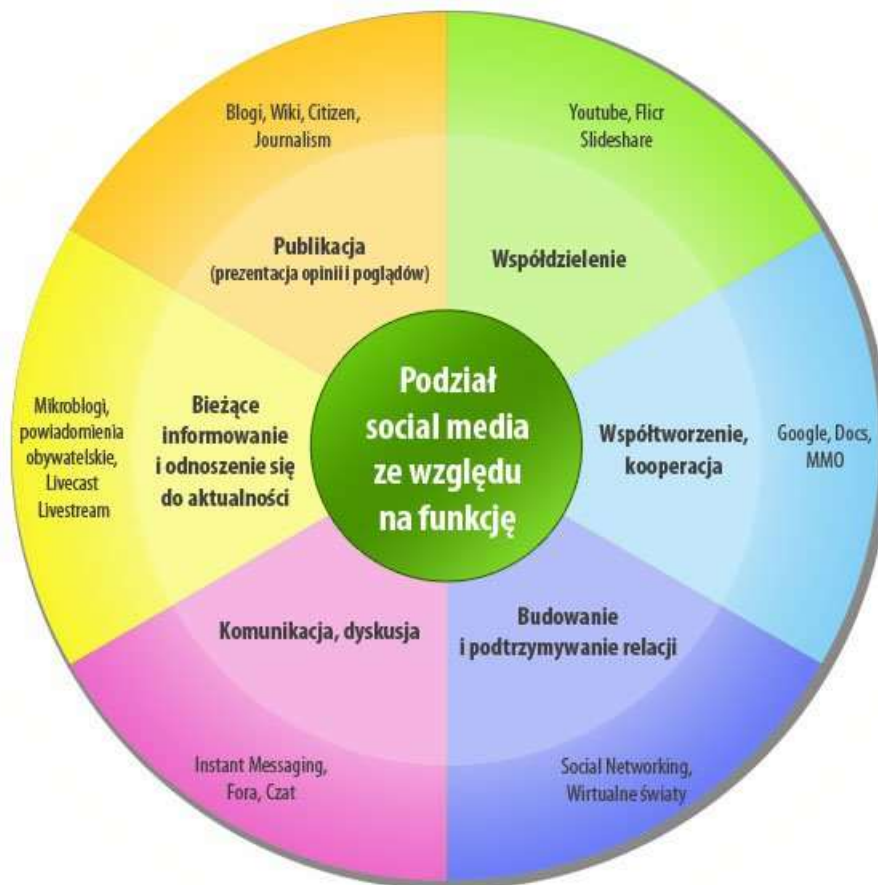 Blogi, Wiki, Citizen,
Journalism
Publikacja
(prezentacja opinii i poglądów)
Youtube, Flicr
Slideshare
Współdzielenie
Mikroblogi,
powiadomienia
obywatelskie,
Livecast
Livestream
Bieżące
informowanie
i odnoszenie się
do aktualności
Podział
social media
ze względu
na funkcję
Współtworzenie,
kooperacja
Google, Docs,
MMO
Komunikacja, dyskusja
Instant Messaging,
Fora, Czat
Budowanie
i podtrzymywanie relacji
Social Networking,
Wirtualne światy